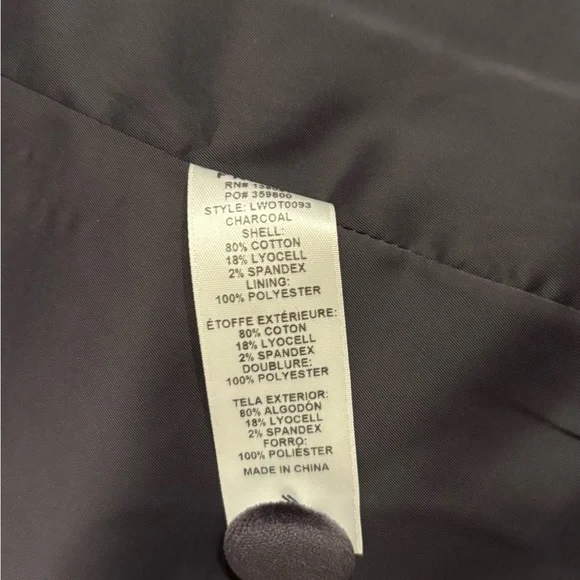 RN#
PO# 359800
STYLE: LWOT0093
CHARCOAL
SHELL:
80% COTTON
18% LYOCELL
2% SPANDEX
LINING:
100% POLYESTER
ÉTOFFE EXTÉRIEURE:
80% COTON
18% LYOCELL
2% SPANDEX
DOUBLURE:
100% POLYESTER
TELA EXTERIOR:
80% ALGODÓN
18% LYOCELL
2% SPANDEX
FORRO:
100% POLIÉSTER
MADE IN CHINA